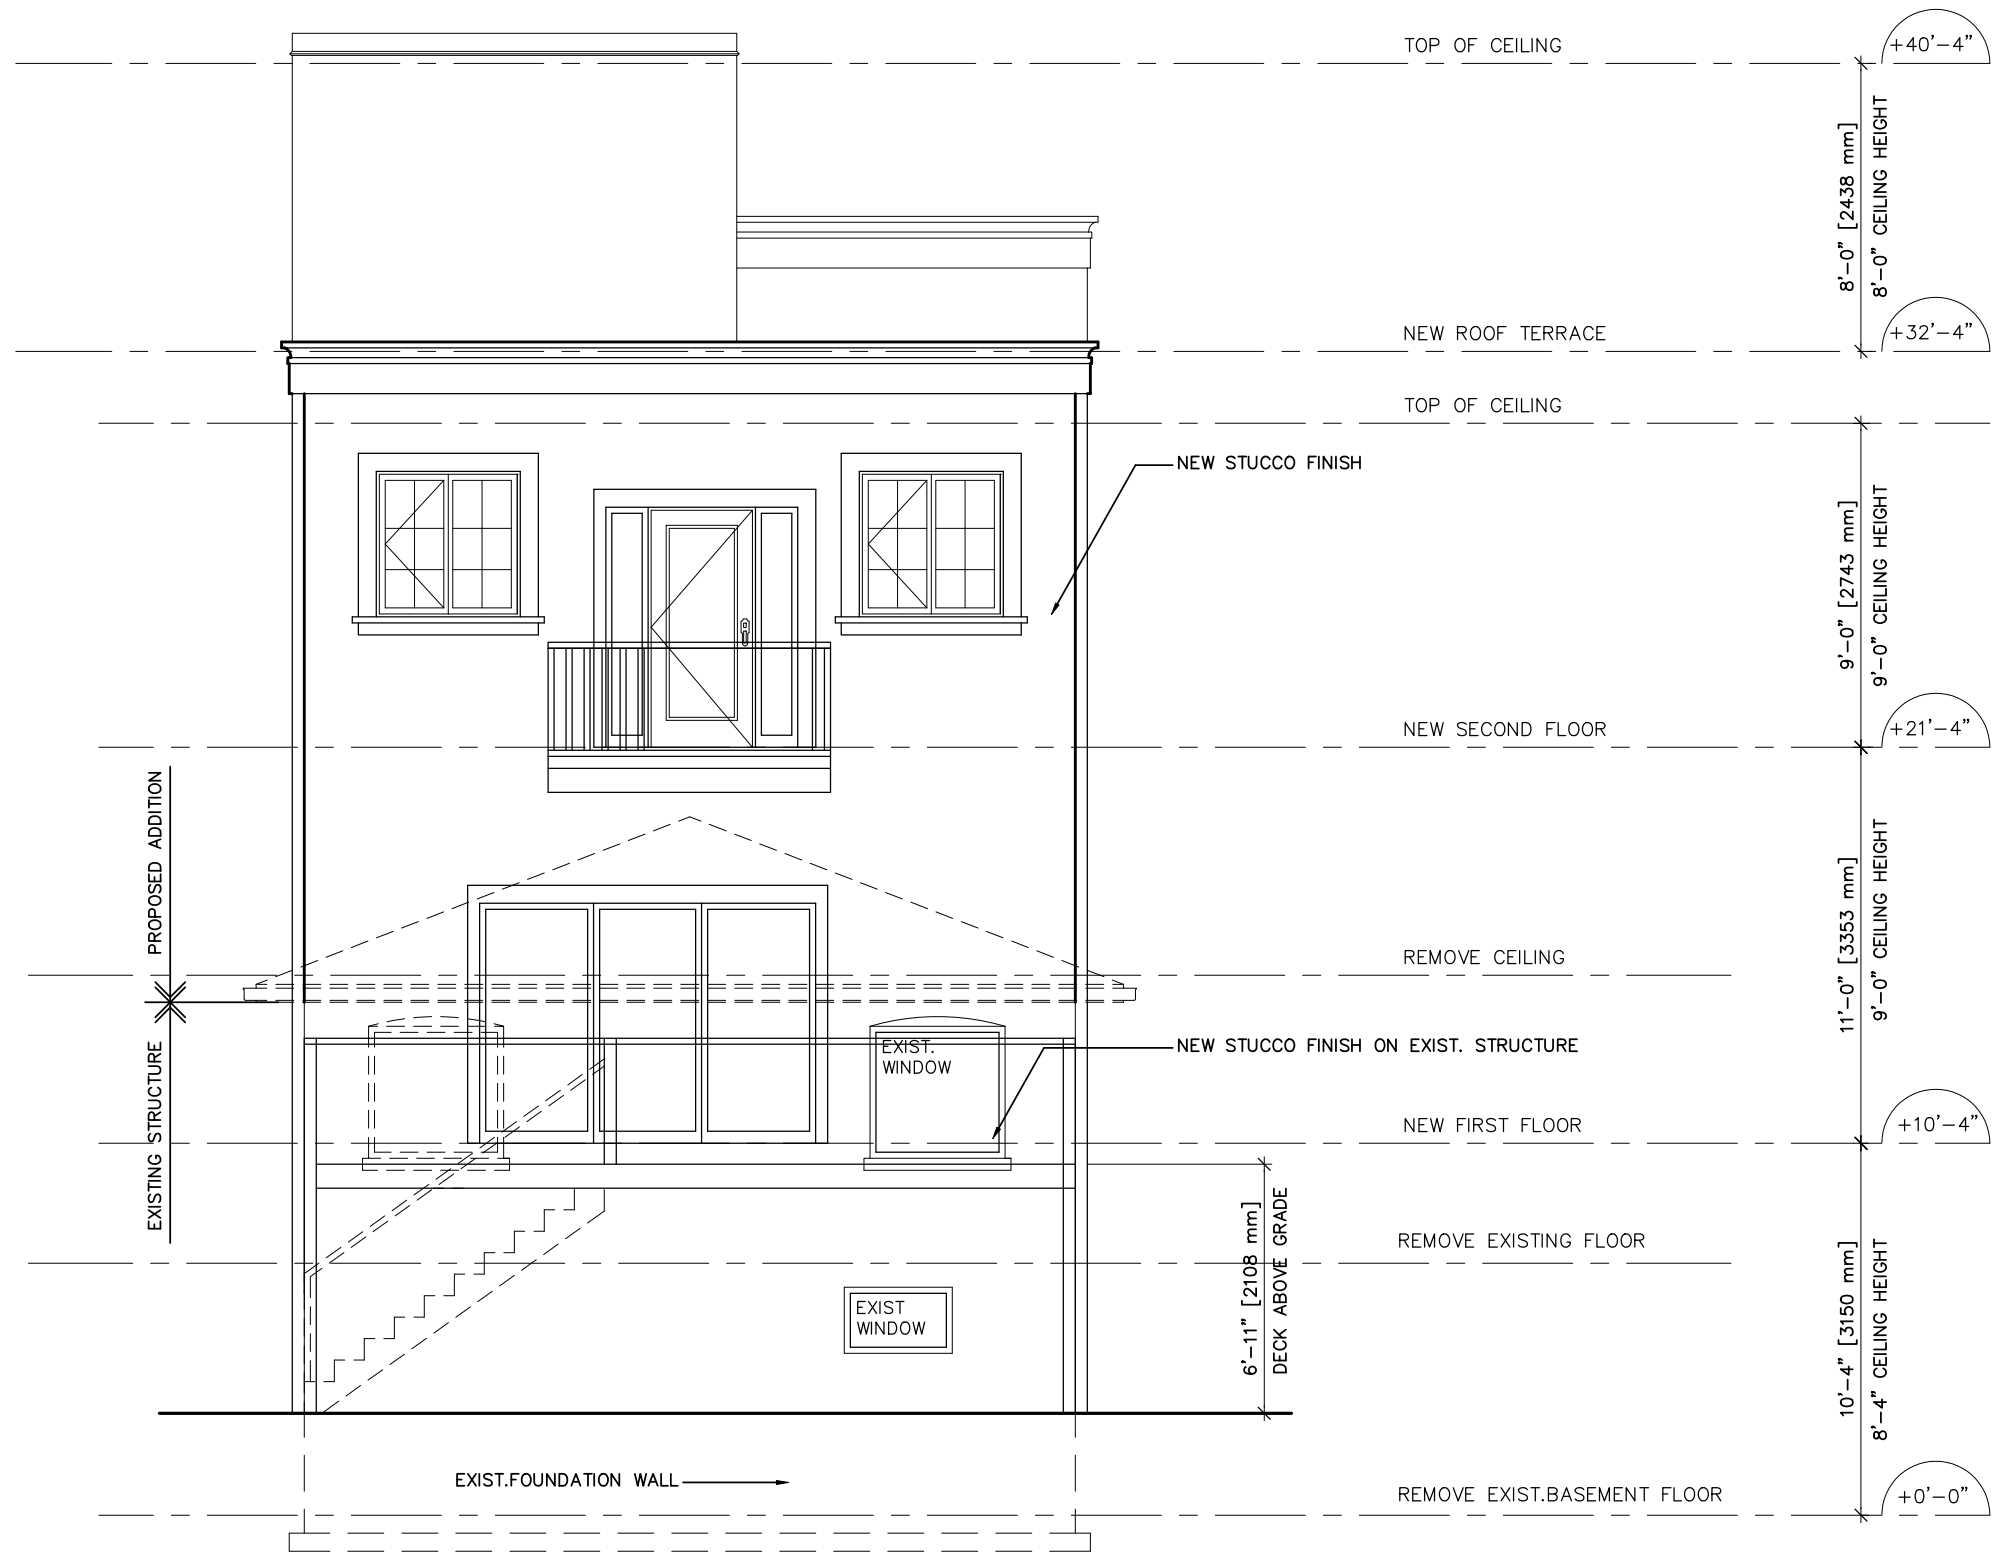 TOP OF CEILING
+40'-4"
8'-0" [2438 mm]
8'-0" CEILING HEIGHT
NEW ROOF TERRACE
+32'-4"
TOP OF CEILING
NEW STUCCO FINISH
9'-0" [2743 mm]
9'-0" CEILING HEIGHT
NEW SECOND FLOOR
+21'-4"
PROPOSED ADDITION
11'-0" [3353 mm]
9'-0" CEILING HEIGHT
REMOVE CEILING
EXISTING STRUCTURE
EXIST.
WINDOW
NEW STUCCO FINISH ON EXIST. STRUCTURE
NEW FIRST FLOOR
+10'-4"
6'-11" [2108 mm]
DECK ABOVE GRADE
REMOVE EXISTING FLOOR
10'-4" [3150 mm]
8'-4" CEILING HEIGHT
EXIST
WINDOW
EXIST.FOUNDATION WALL
REMOVE EXIST.BASEMENT FLOOR
+0'-0"